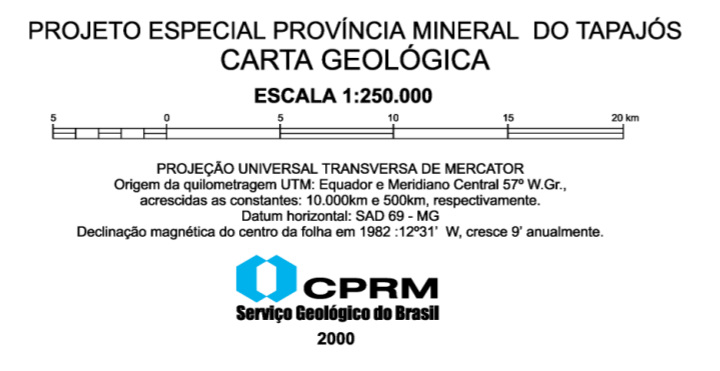 PROJETO ESPECIAL PROVÍNCIA MINERAL DO TAPAJÓS
CARTA GEOLÓGICA
ESCALA 1:250.000
5 0 5 10 15 20 km
PROJEÇÃO UNIVERSAL TRANSVERSA DE MERCATOR
Origem da quilometragem UTM: Equador e Meridiano Central 57º W.Gr.,
acrescidas as constantes: 10.000km e 500km, respectivamente.
Datum horizontal: SAD 69 - MG
Declinação magnética do centro da folha em 1982 :12º31' W, cresce 9' anualmente.
CPRM
Serviço Geológico do Brasil
2000